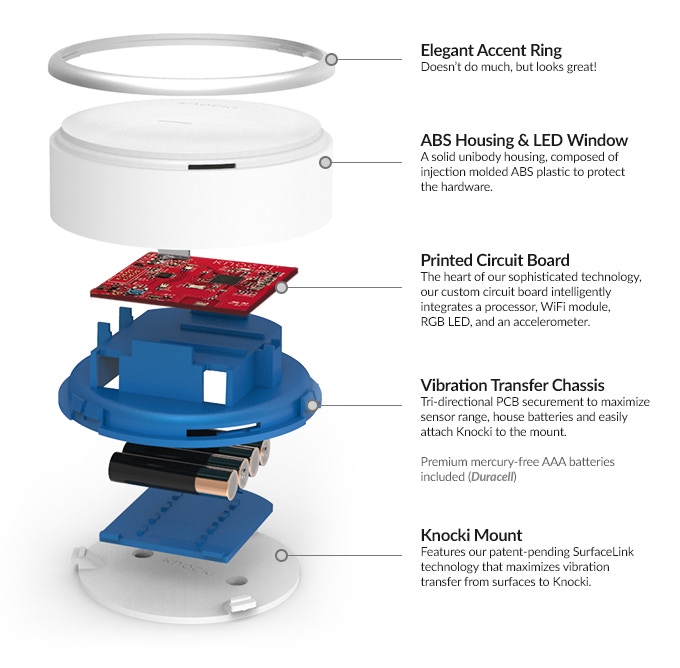 Elegant Accent Ring
Doesn't do much, but looks great!
KNOCKI
ABS Housing & LED Window
A solid unibody housing, composed of
injection molded ABS plastic to protect
the hardware.
KNOCKI
Printed Circuit Board
The heart of our sophisticated technology,
our custom circuit board intelligently
integrates a processor, WiFi module,
RGB LED, and an accelerometer.
Vibration Transfer Chassis
Tri-directional PCB securement to maximize
sensor range, house batteries and easily
attach Knocki to the mount.
Premium mercury-free AAA batteries
included (Duracell)
Knocki Mount
Features our patent-pending SurfaceLink
technology that maximizes vibration
transfer from surfaces to Knocki.
KNOCKI